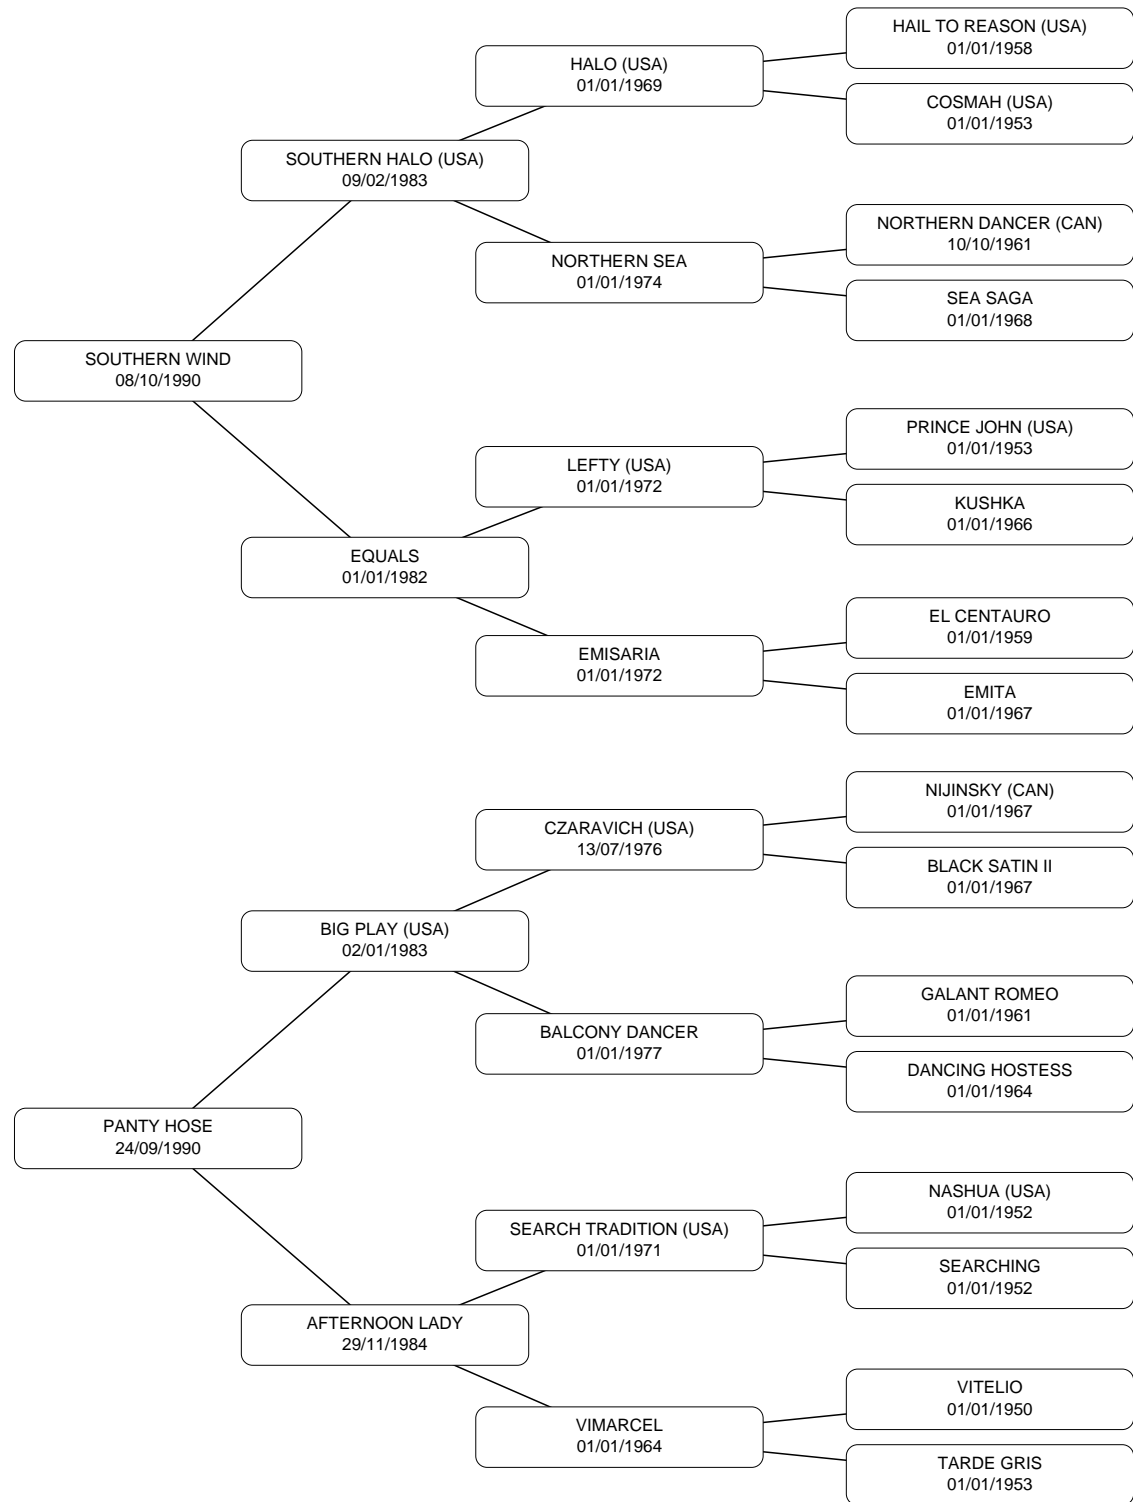 HAIL TO REASON (USA)
01/01/1958
HALO (USA)
01/01/1969
COSMAH (USA)
01/01/1953
SOUTHERN HALO (USA)
09/02/1983
NORTHERN DANCER (CAN)
10/10/1961
NORTHERN SEA
01/01/1974
SEA SAGA
01/01/1968
SOUTHERN WIND
08/10/1990
PRINCE JOHN (USA)
01/01/1953
LEFTY (USA)
01/01/1972
KUSHKA
01/01/1966
EQUALS
01/01/1982
EL CENTAURO
01/01/1959
EMISARIA
01/01/1972
EMITA
01/01/1967
NIJINSKY (CAN)
01/01/1967
CZARAVICH (USA)
13/07/1976
BLACK SATIN II
01/01/1967
BIG PLAY (USA)
02/01/1983
GALANT ROMEO
01/01/1961
BALCONY DANCER
01/01/1977
DANCING HOSTESS
01/01/1964
PANTY HOSE
24/09/1990
NASHUA (USA)
01/01/1952
SEARCH TRADITION (USA)
01/01/1971
SEARCHING
01/01/1952
AFTERNOON LADY
29/11/1984
VITELIO
01/01/1950
VIMARCEL
01/01/1964
TARDE GRIS
01/01/1953